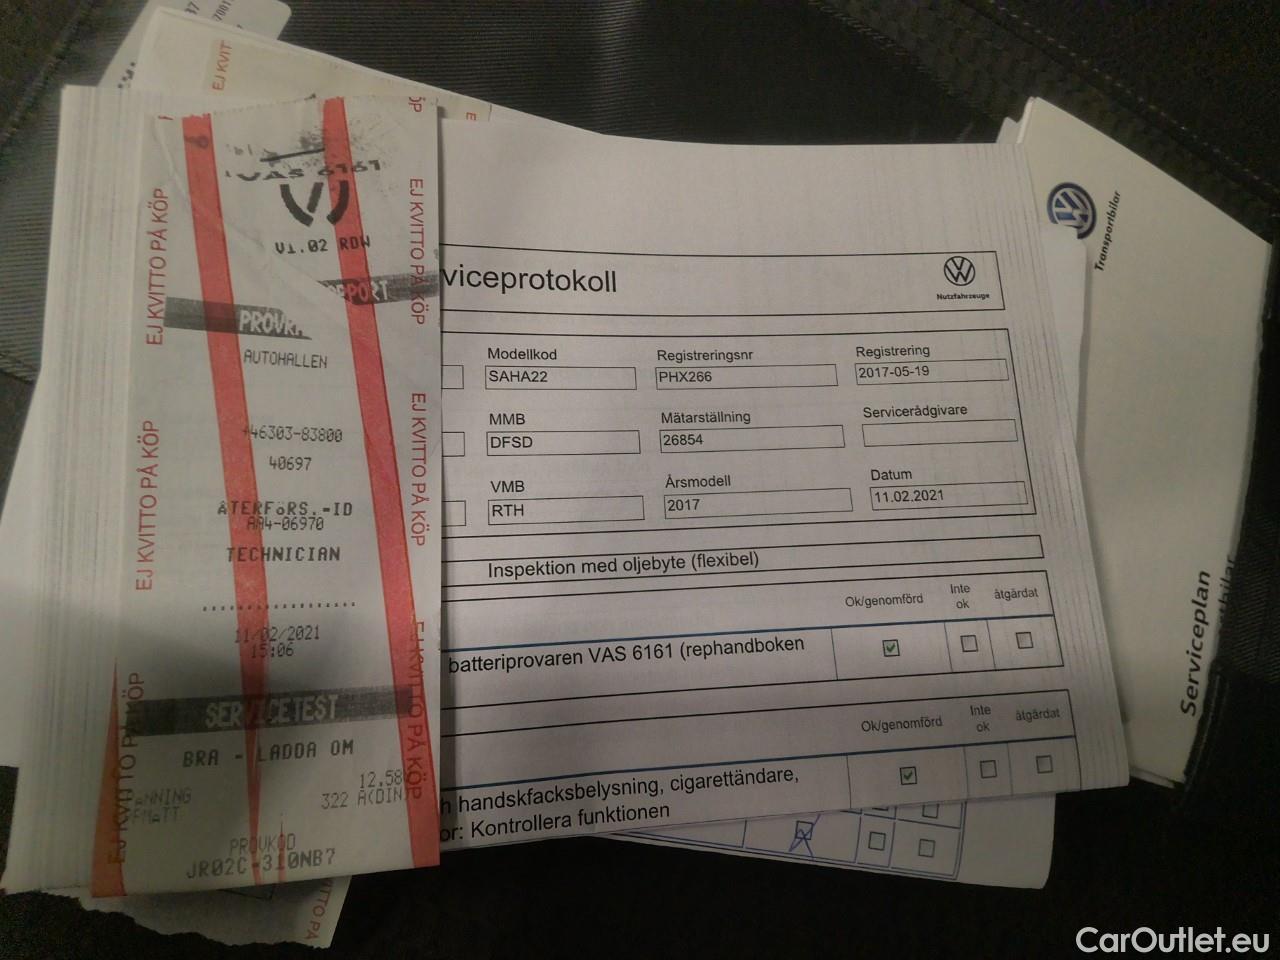 VAS 6161
V1.02 RDW
AUTOHALLEN
+46303-83800
40697
ÅTERFÖRS.-ID
AA4-06970
TECHNICIAN
....................
11/02/2021
15:06
SERVICETEST
BRA - LADDA OM
322 A(DIN)
PROVKOD
JR02C-310NB7
EJ KVITTO PÅ KÖP
EJ KVITTO PÅ KÖP
EJ KVITTO PÅ KÖP
EJ KVITTO PÅ KÖP
EJ KVITTO PÅ KÖP
EJ KVITTO PÅ KÖP
viceprotokoll
Nutzfahrzeuge
Modellkod
Registreringsnr
Registrering
SAHA22
PHX266
2017-05-19
MMB
Mätarställning
Servicerådgivare
DFSD
26854
VMB
Årsmodell
Datum
RTH
2017
11.02.2021
Inspektion med oljebyte (flexibel)
Ok/genomförd
Inte
ok
åtgärdat
batteriprovaren VAS 6161 (rephandboken
Ok/genomförd
Inte
ok
åtgärdat
handskfacksbelysning, cigarettändare,
or: Kontrollera funktionen
Transportbilar
Serviceplan
CarOutlet.eu